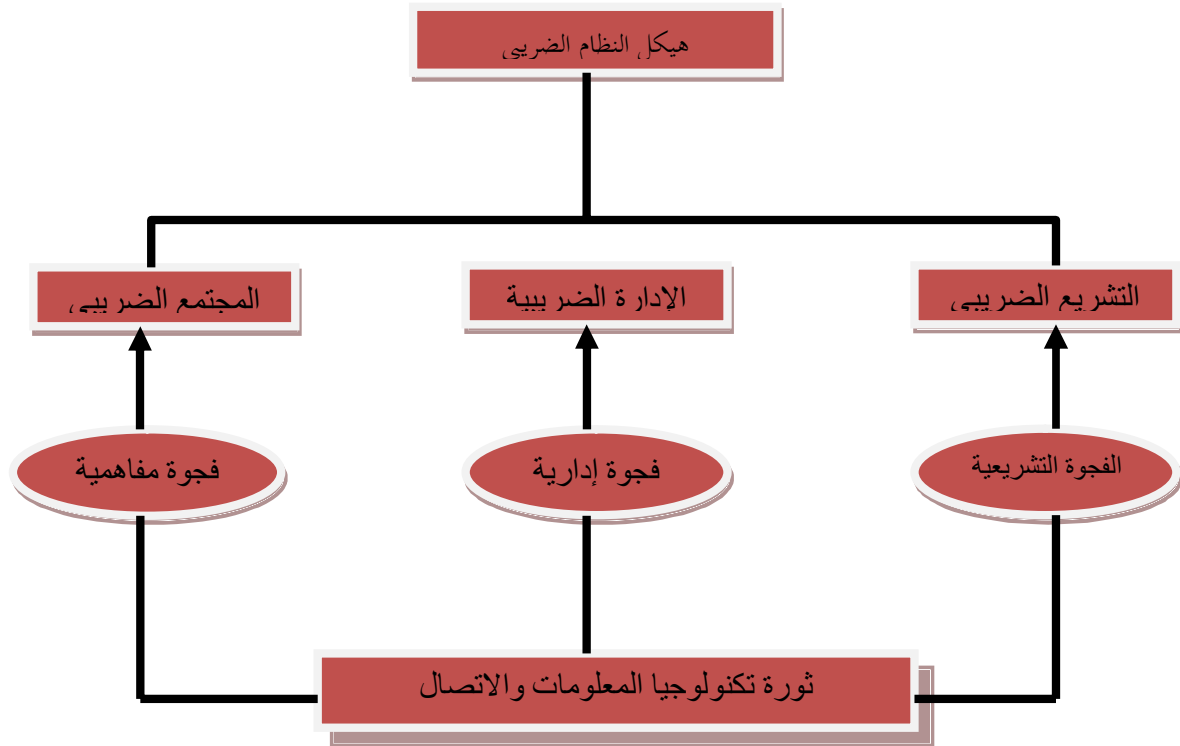 هيكل النظام الضريبي
التشريع الضريبي
الإدارة الضريبية
المجتمع الضريبي
الفجوة التشريعية
فجوة إدارية
فجوة مفاهمية
ثورة تكنولوجيا المعلومات والاتصال